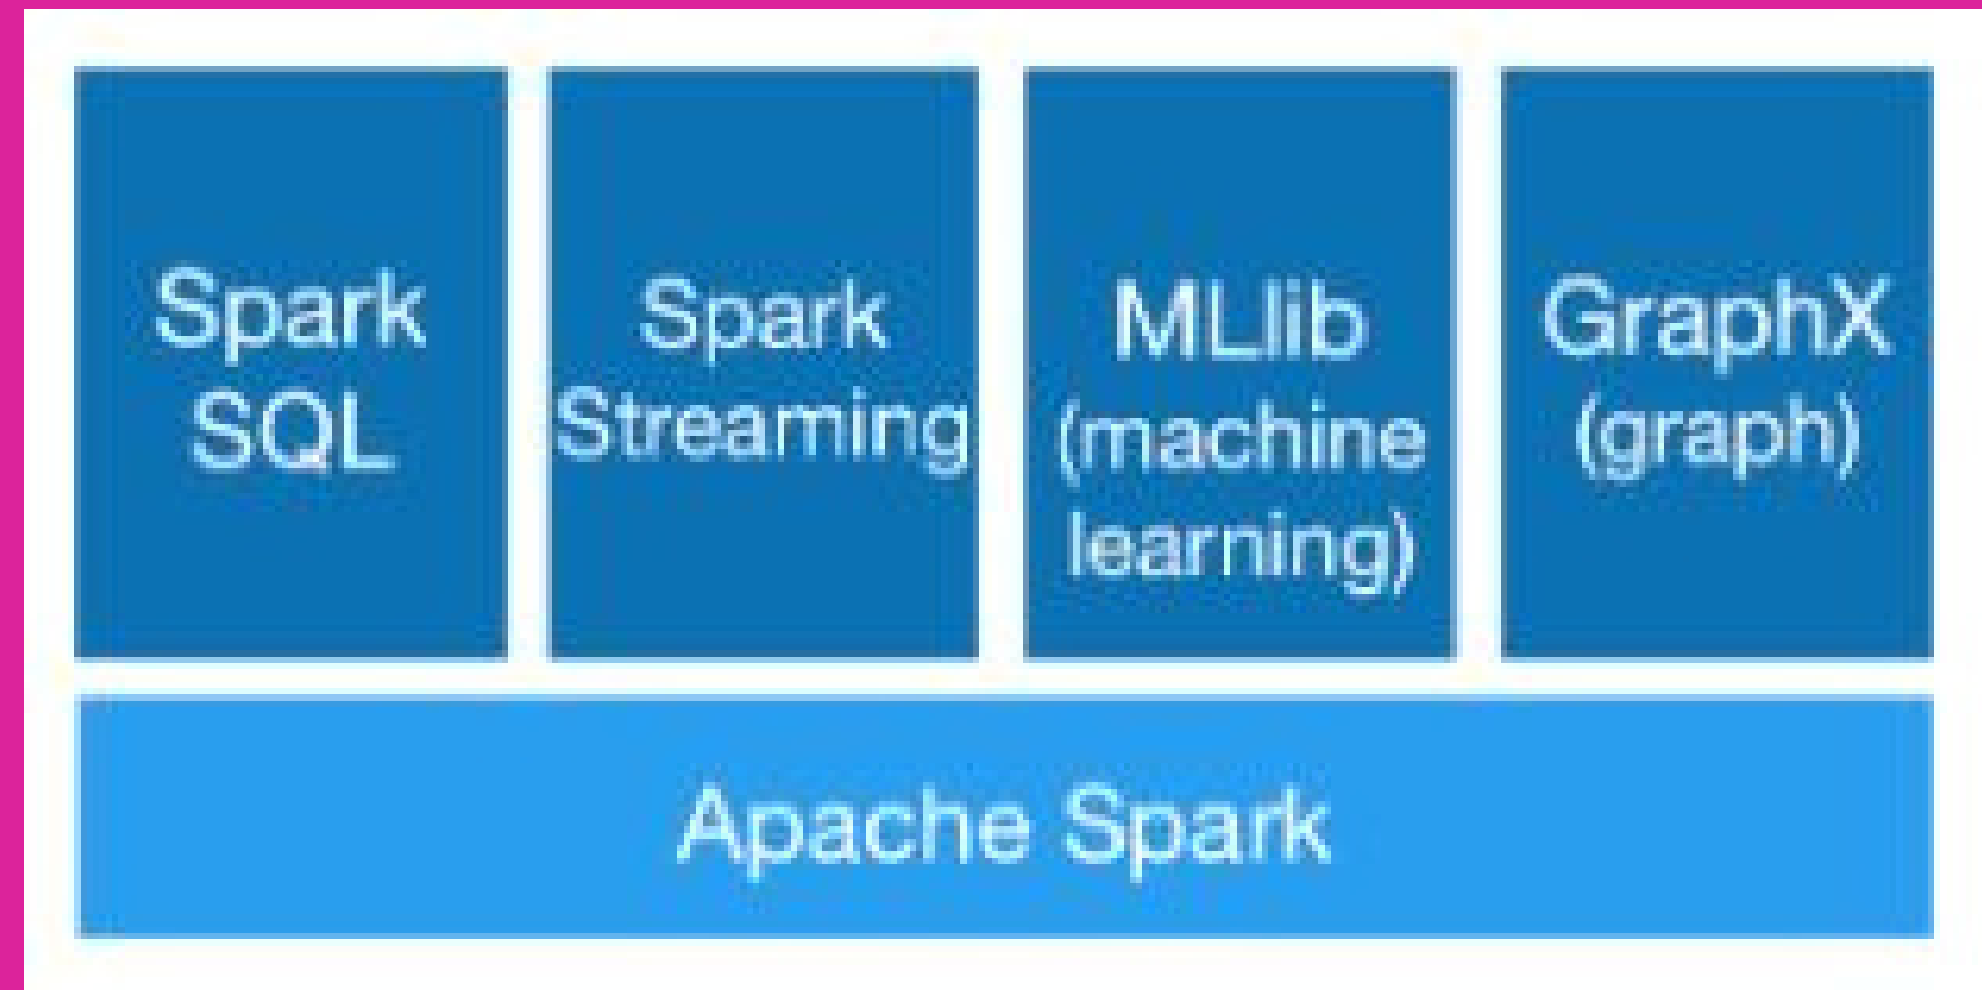 Spark
SQL
Spark
Streaming
MLlib
(machine
learning)
GraphX
(graph)
Apache Spark